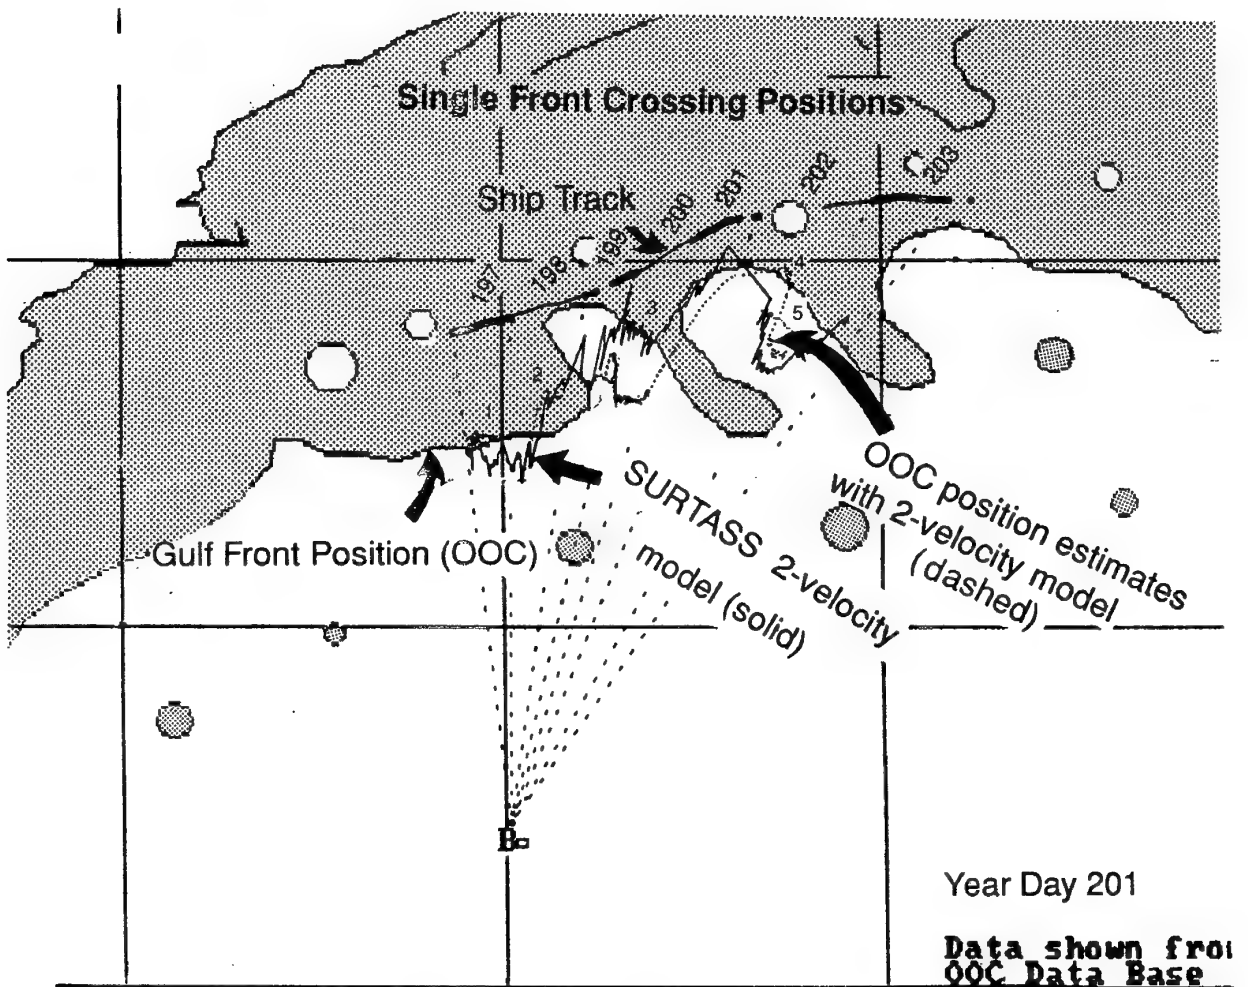 Single Front Crossing Positions
Ship Track
197
198
199
200
201
202
203
2
3
4
5
Gulf Front Position (OOC)
SURTASS 2-velocity
model (solid)
OOC position estimates
with 2-velocity model
(dashed)
B
Year Day 201
Data shown fro
OOC Data Base